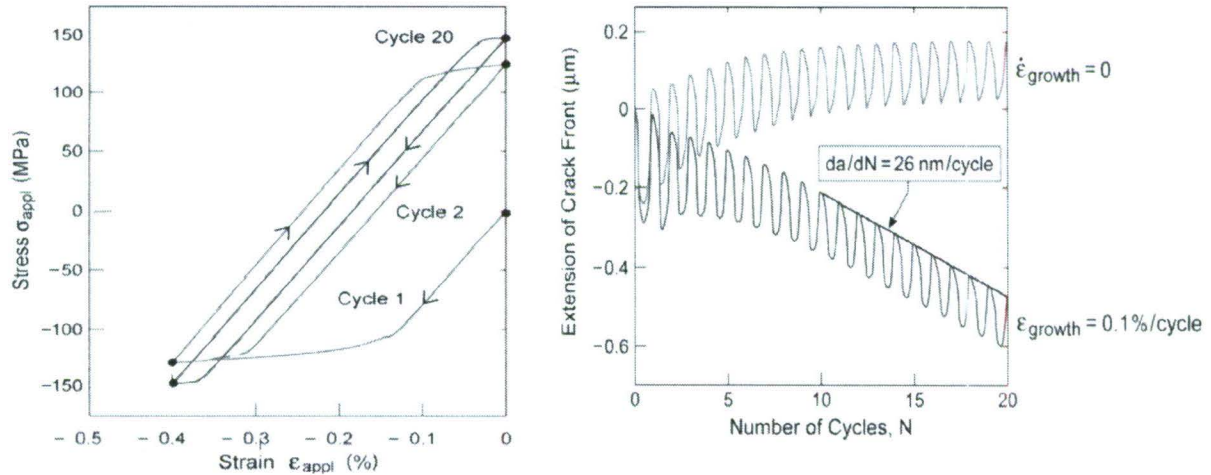 150
100
50
0
−50
−100
−150
Stress σappl (MPa)
Cycle 20
Cycle 2
Cycle 1
− 0.5
− 0.4
− 0.3
− 0.2
− 0.1
0
Strain εappl (%)
0.2
0
−0.2
−0.4
−0.6
Extension of Crack Front (μm)
ε̇growth = 0
da/dN = 26 nm/cycle
εgrowth = 0.1%/cycle
0
5
10
15
20
Number of Cycles, N